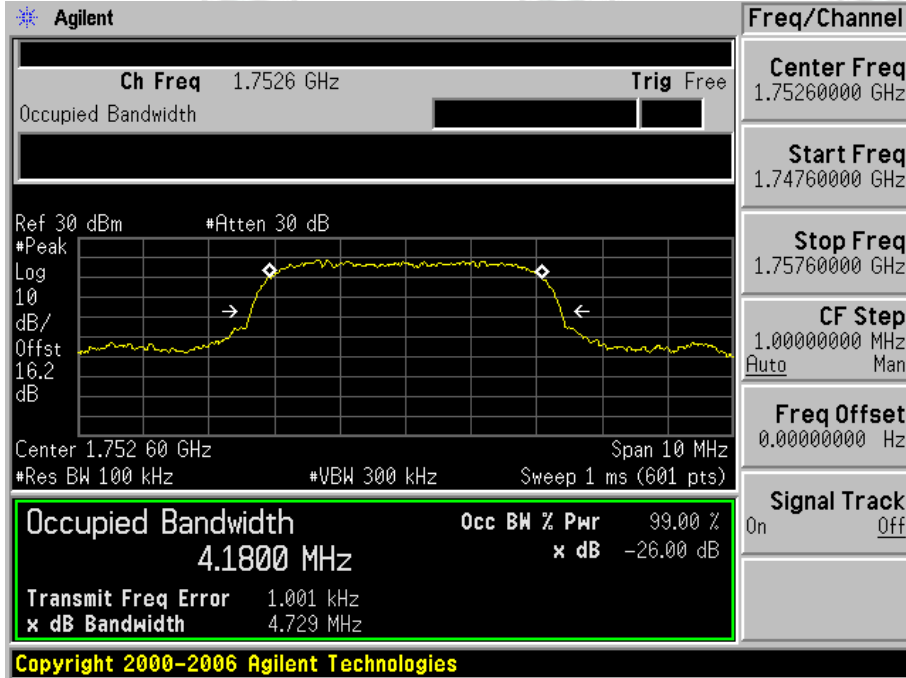 Agilent
Freq/Channel
Ch Freq 1.7526 GHz Trig Free
Occupied Bandwidth
Center Freq
1.75260000 GHz
Start Freq
1.74760000 GHz
Stop Freq
1.75760000 GHz
CF Step
1.00000000 MHz
Auto Man
Freq Offset
0.00000000 Hz
Signal Track
On Off
Ref 30 dBm #Atten 30 dB
#Peak
Log
10
dB/
Offst
16.2
dB
Center 1.752 60 GHz Span 10 MHz
#Res BW 100 kHz #VBW 300 kHz Sweep 1 ms (601 pts)
Occupied Bandwidth Occ BW % Pwr 99.00 %
4.1800 MHz x dB -26.00 dB
Transmit Freq Error 1.001 kHz
x dB Bandwidth 4.729 MHz
Copyright 2000-2006 Agilent Technologies